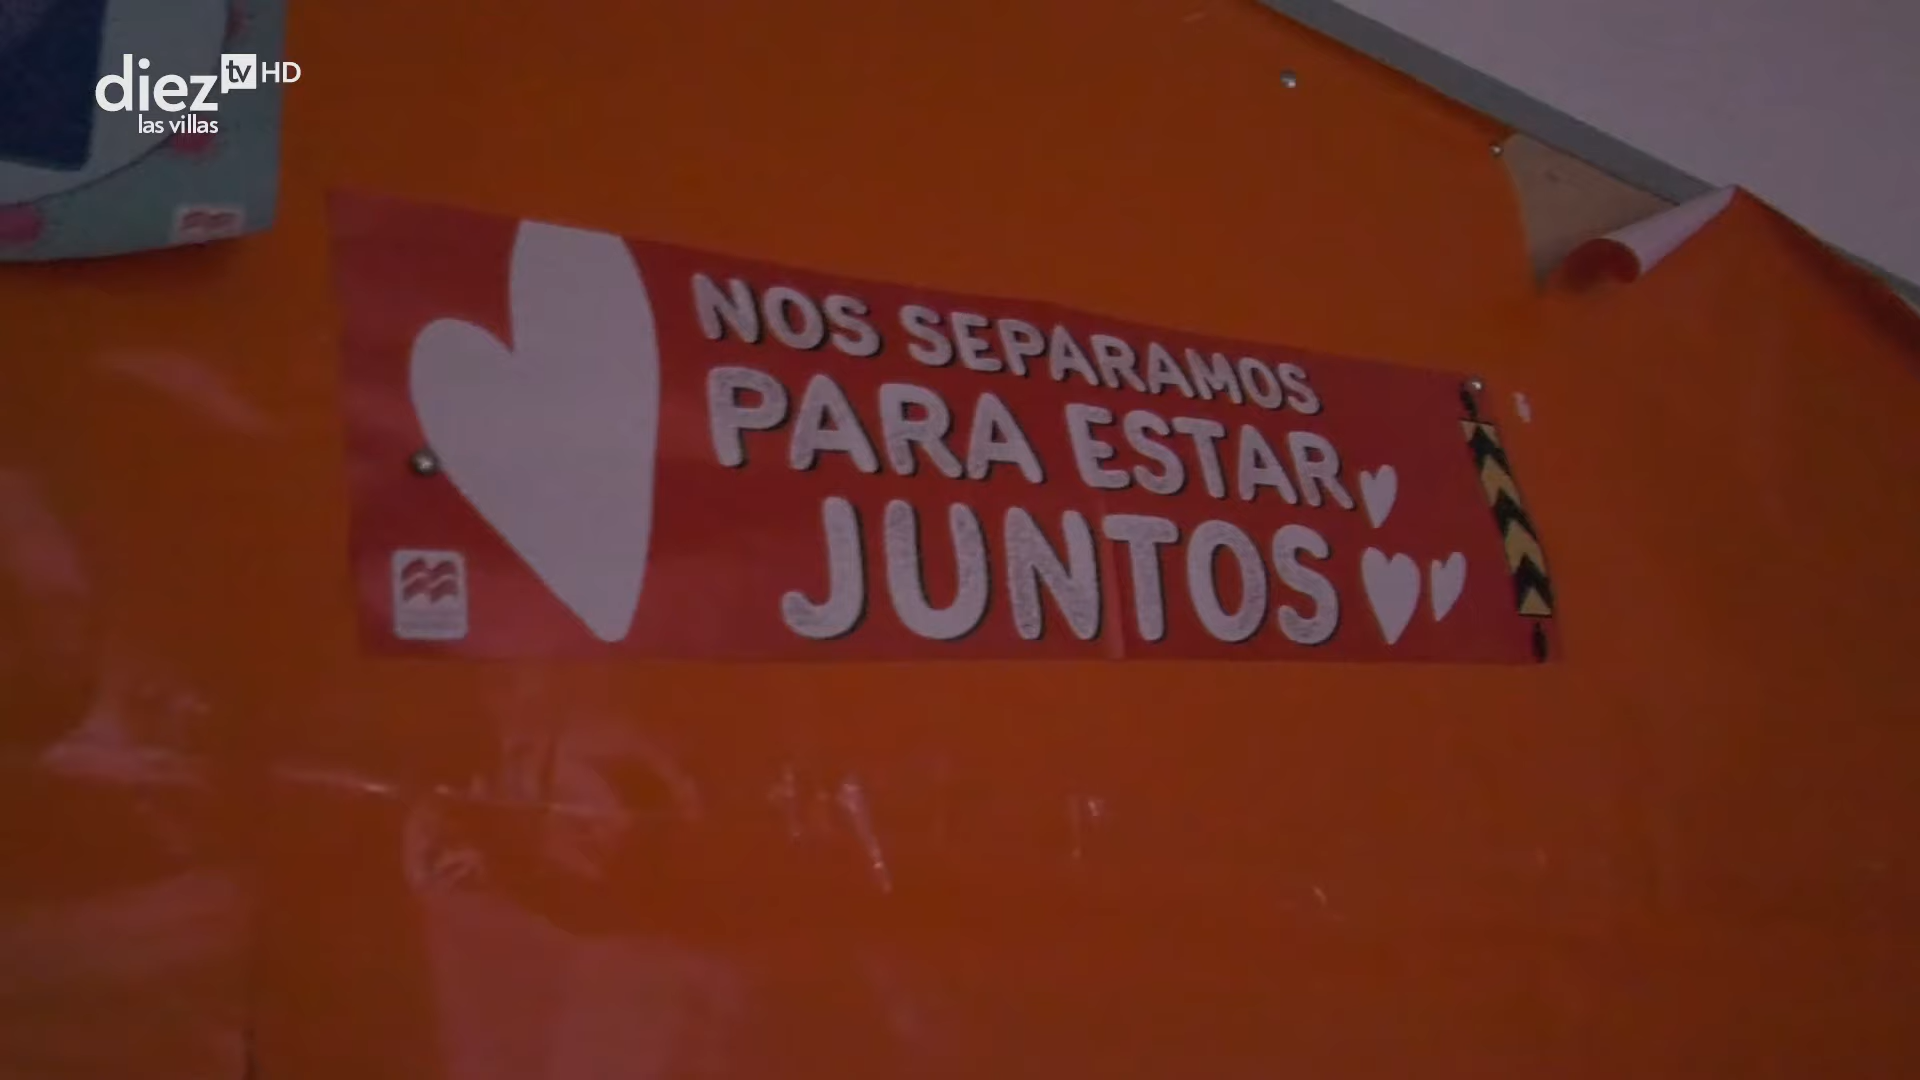 diez tv HD
las villas
NOS SEPARAMOS
PARA ESTAR
JUNTOS